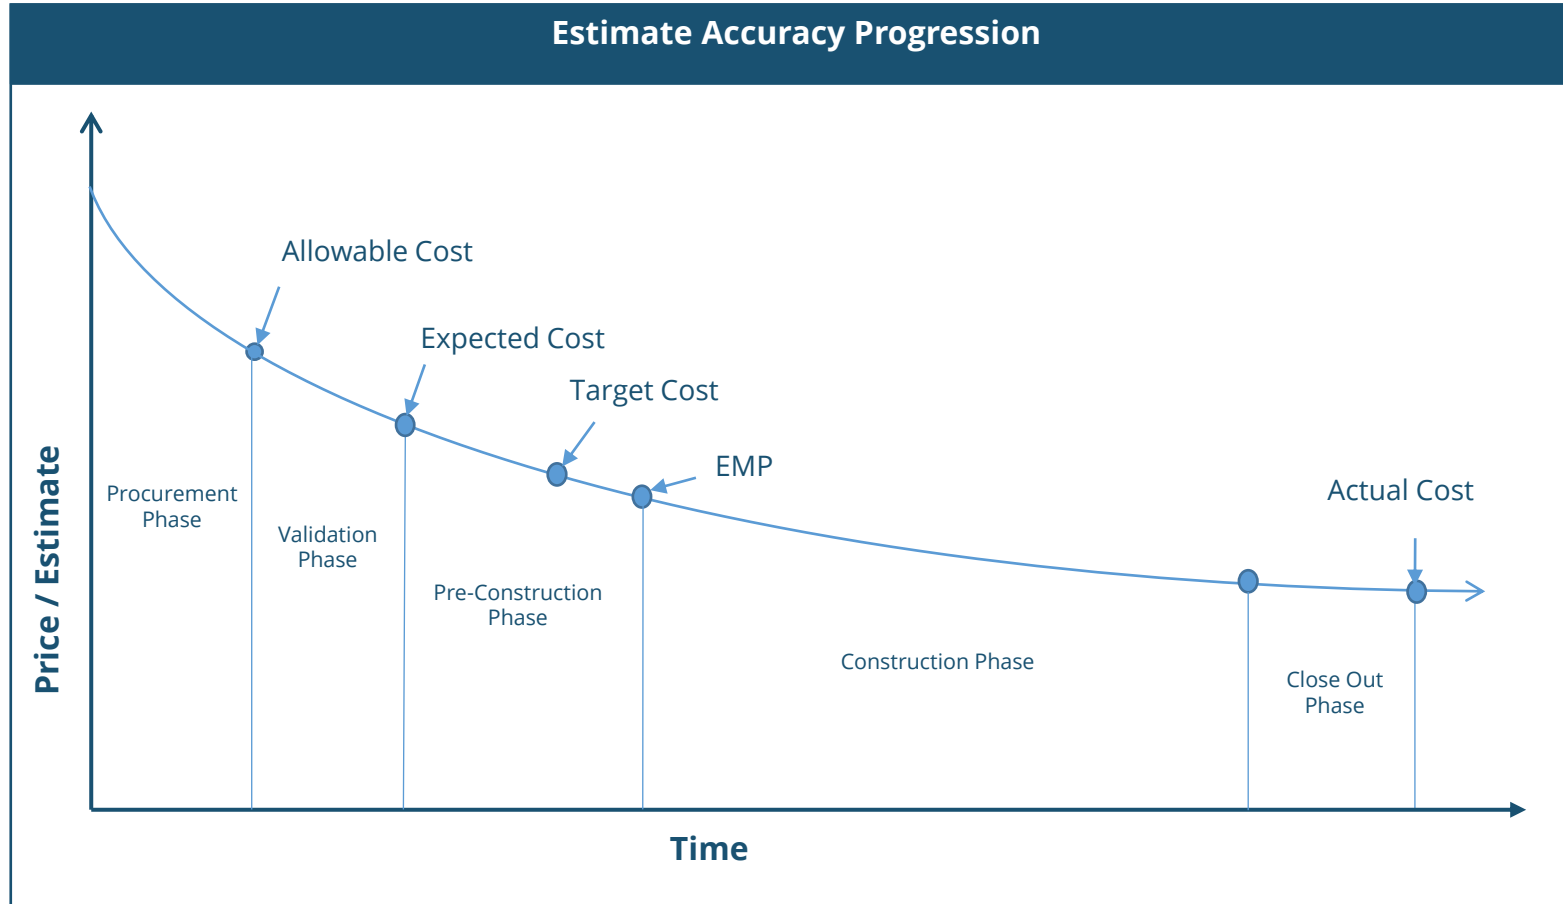 Estimate Accuracy Progression
Allowable Cost
Expected Cost
Target Cost
EMP
Actual Cost
Procurement
Phase
Validation
Phase
Pre-Construction
Phase
Construction Phase
Close Out
Phase
Price / Estimate
Time